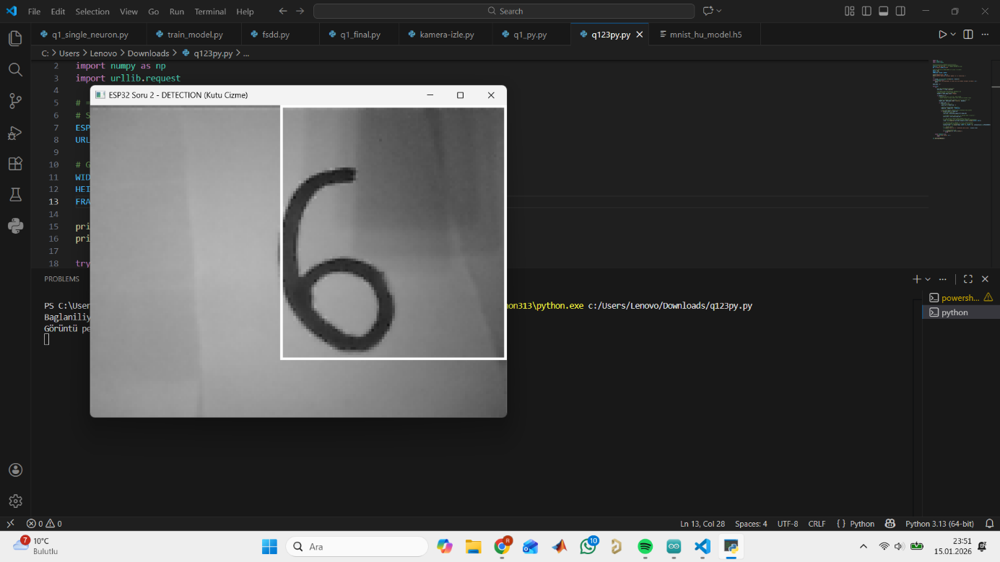 File Edit Selection View Go Run Terminal Help
Search
q1_single_neuron.py train_model.py fsdd.py q1_final.py kamera-izle.py q1_py.py q123py.py mnist_hu_model.h5
C: > Users > Lenovo > Downloads > q123py.py > ...
2 import numpy as np
3 import urllib.request
4
ESP32 Soru 2 - DETECTION (Kutu Cizme)
5 # =
6 # S
7 ESP
8 URL
9
10 # G
11 WID
12 HEI
13 FRA
14
15 pri
16 pri
17
18 try
6
PROBLEMS
powersh...
python
PS C:\User
hon313\python.exe c:/Users/Lenovo/Downloads/q123py.py
Baglaniliy
Görüntü pe
0 0
Ln 13, Col 28 Spaces: 4 UTF-8 CRLF { } Python Python 3.13 (64-bit)
7
10°C
Bulutlu
Ara
R
10
23:51
15.01.2026